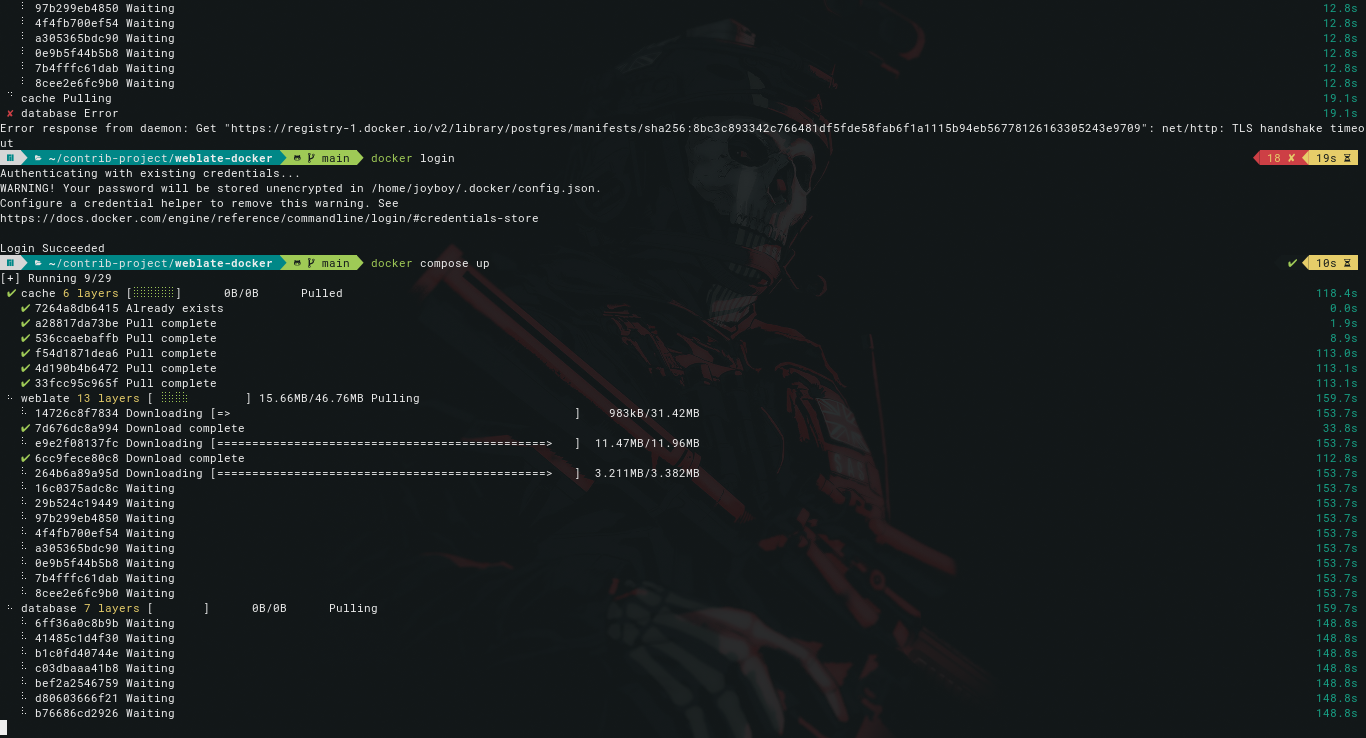 97b299eb4850 Waiting 12.8s
4f4fb700ef54 Waiting 12.8s
a305365bdc90 Waiting 12.8s
0e9b5f44b5b8 Waiting 12.8s
7b4fffc61dab Waiting 12.8s
8cee2e6fc9b0 Waiting 12.8s
cache Pulling 19.1s
✘ database Error 19.1s
Error response from daemon: Get "https://registry-1.docker.io/v2/library/postgres/manifests/sha256:8bc3c893342c766481df5fde58fab6f1a1115b94eb56778126163305243e9709": net/http: TLS handshake timeo
ut
~/contrib-project/weblate-docker main docker login 18 ✘ 19s
Authenticating with existing credentials...
WARNING! Your password will be stored unencrypted in /home/joyboy/.docker/config.json.
Configure a credential helper to remove this warning. See
https://docs.docker.com/engine/reference/commandline/login/#credentials-store
Login Succeeded
~/contrib-project/weblate-docker main docker compose up ✔ 10s
[+] Running 9/29
✔ cache 6 layers [⣿⣿⣿⣿⣿⣿] 0B/0B Pulled 118.4s
✔ 7264a8db6415 Already exists 0.0s
✔ a28817da73be Pull complete 1.9s
✔ 536ccaebaffb Pull complete 8.9s
✔ f54d1871dea6 Pull complete 113.0s
✔ 4d190b4b6472 Pull complete 113.1s
✔ 33fcc95c965f Pull complete 113.1s
weblate 13 layers [ ⣿⣿⣿⣿ ] 15.66MB/46.76MB Pulling 159.7s
14726c8f7834 Downloading [=> ] 983kB/31.42MB 153.7s
✔ 7d676dc8a994 Download complete 33.8s
e9e2f08137fc Downloading [===============================================> ] 11.47MB/11.96MB 153.7s
✔ 6cc9fece80c8 Download complete 112.8s
264b6a89a95d Downloading [===============================================> ] 3.211MB/3.382MB 153.7s
16c0375adc8c Waiting 153.7s
29b524c19449 Waiting 153.7s
97b299eb4850 Waiting 153.7s
4f4fb700ef54 Waiting 153.7s
a305365bdc90 Waiting 153.7s
0e9b5f44b5b8 Waiting 153.7s
7b4fffc61dab Waiting 153.7s
8cee2e6fc9b0 Waiting 153.7s
database 7 layers [ ] 0B/0B Pulling 159.7s
6ff36a0c8b9b Waiting 148.8s
41485c1d4f30 Waiting 148.8s
b1c0fd40744e Waiting 148.8s
c03dbaaa41b8 Waiting 148.8s
bef2a2546759 Waiting 148.8s
d80603666f21 Waiting 148.8s
b76686cd2926 Waiting 148.8s